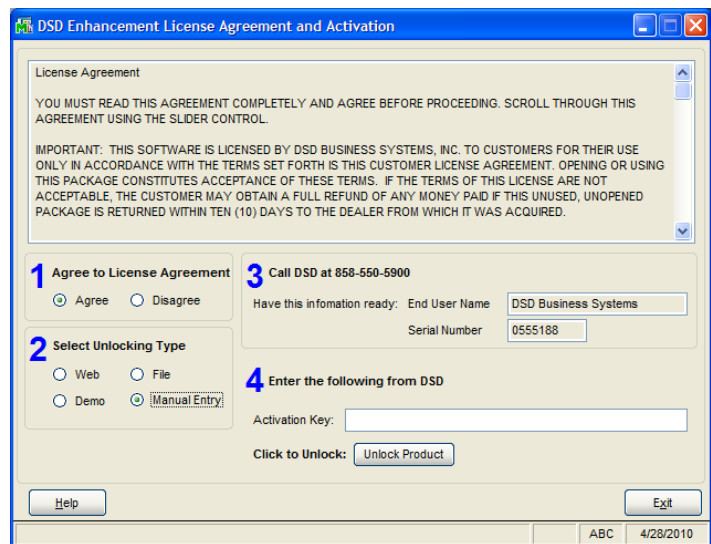 DSD Enhancement License Agreement and Activation
License Agreement
YOU MUST READ THIS AGREEMENT COMPLETELY AND AGREE BEFORE PROCEEDING. SCROLL THROUGH THIS
AGREEMENT USING THE SLIDER CONTROL.
IMPORTANT: THIS SOFTWARE IS LICENSED BY DSD BUSINESS SYSTEMS, INC. TO CUSTOMERS FOR THEIR USE
ONLY IN ACCORDANCE WITH THE TERMS SET FORTH IS THIS CUSTOMER LICENSE AGREEMENT. OPENING OR USING
THIS PACKAGE CONSTITUTES ACCEPTANCE OF THESE TERMS. IF THE TERMS OF THIS LICENSE ARE NOT
ACCEPTABLE, THE CUSTOMER MAY OBTAIN A FULL REFUND OF ANY MONEY PAID IF THIS UNUSED, UNOPENED
PACKAGE IS RETURNED WITHIN TEN (10) DAYS TO THE DEALER FROM WHICH IT WAS ACQUIRED.
1 Agree to License Agreement
Agree Disagree
2 Select Unlocking Type
Web File
Demo Manual Entry
3 Call DSD at 858-550-5900
Have this infomation ready: End User Name DSD Business Systems
Serial Number 0555188
4 Enter the following from DSD
Activation Key:
Click to Unlock: Unlock Product
Help Exit
ABC 4/28/2010